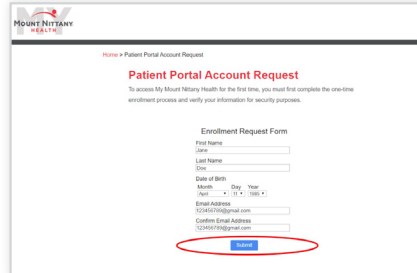 MY
MOUNT NITTANY
HEALTH
Home > Patient Portal Account Request
Patient Portal Account Request
To access My Mount Nittany Health for the first time, you must first complete the one-time
enrollment process and verify your information for security purposes.
Enrollment Request Form
First Name
Jane
Last Name
Doe
Date of Birth
Month Day Year
April 11 1985
Email Address
123456789@gmail.com
Confirm Email Address
123456789@gmail.com
Submit